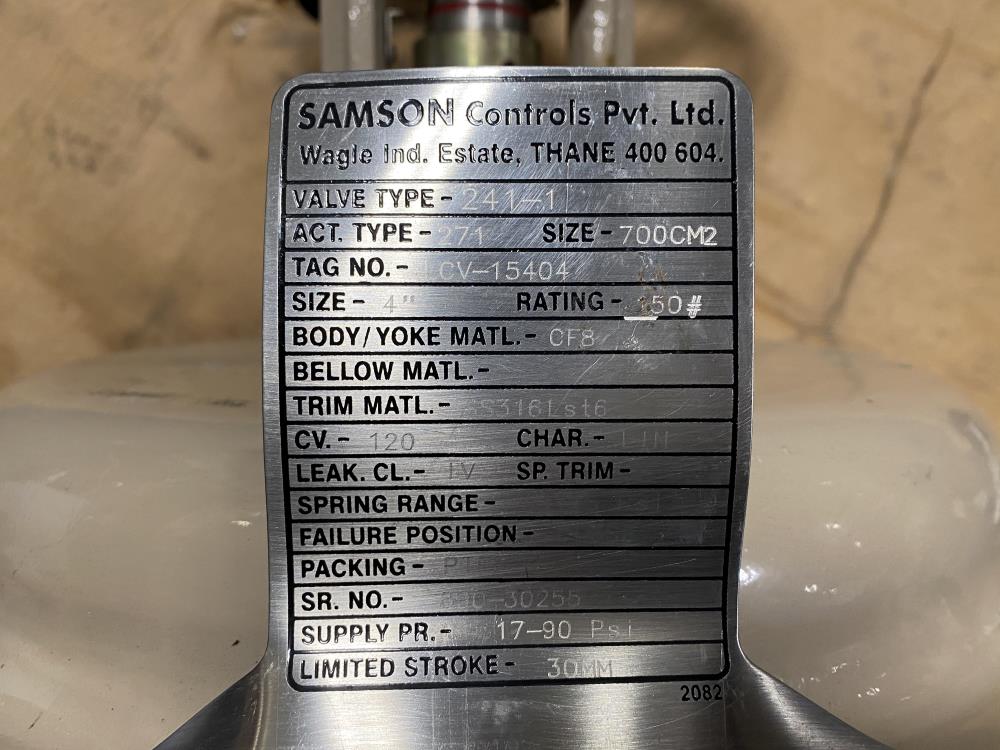 SAMSON Controls Pvt. Ltd.
Wagle Ind. Estate, THANE 400 604.
VALVE TYPE - 241-1
ACT. TYPE - 271 SIZE - 700CM2
TAG NO. - CV-15404
SIZE - 4" RATING - 150#
BODY/YOKE MATL. - CF8
BELLOW MATL. -
TRIM MATL. - SS316Lst6
CV. - 120 CHAR. - LIN
LEAK. CL. - IV SP. TRIM -
SPRING RANGE -
FAILURE POSITION -
PACKING -
SR. NO. -
SUPPLY PR. - 17-90 Psi
LIMITED STROKE - 30MM
2082